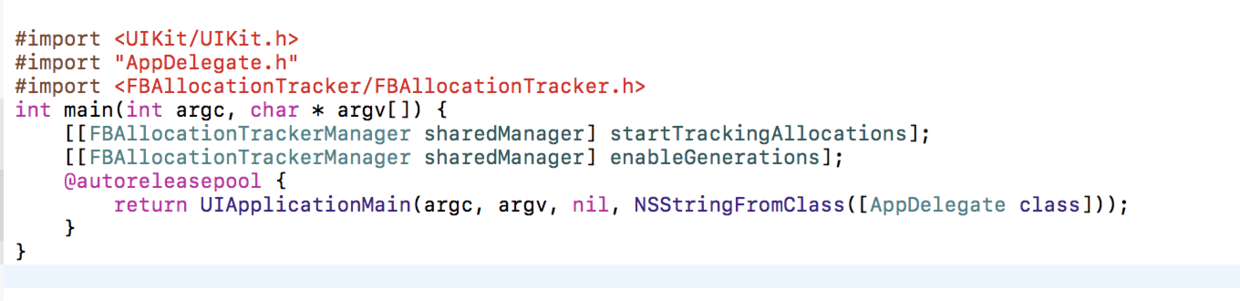 #import <UIKit/UIKit.h>
#import "AppDelegate.h"
#import <FBAllocationTracker/FBAllocationTracker.h>
int main(int argc, char * argv[]) {
    [[FBAllocationTrackerManager sharedManager] startTrackingAllocations];
    [[FBAllocationTrackerManager sharedManager] enableGenerations];
    @autoreleasepool {
        return UIApplicationMain(argc, argv, nil, NSStringFromClass([AppDelegate class]));
    }
}